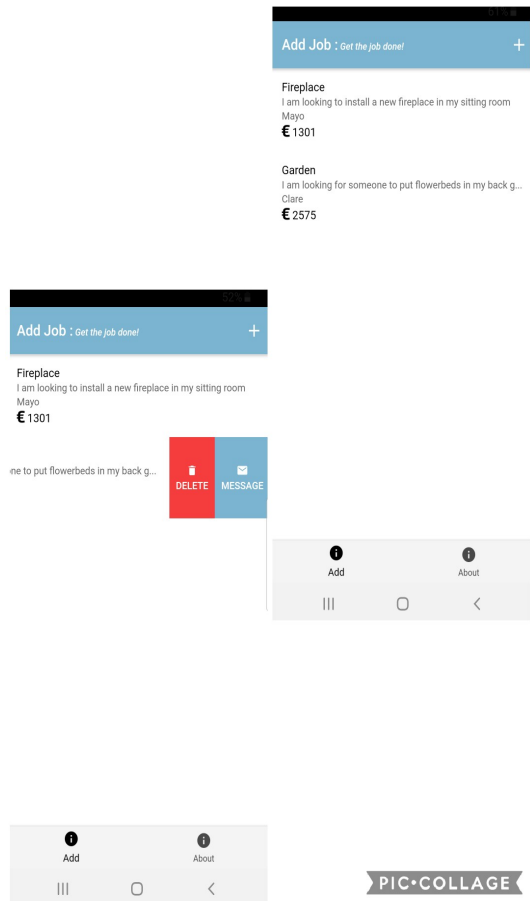 61%
Add Job : Get the job done! +
Fireplace
I am looking to install a new fireplace in my sitting room
Mayo
€ 1301
Garden
I am looking for someone to put flowerbeds in my back g...
Clare
€ 2575
Add
About
52%
Add Job : Get the job done! +
Fireplace
I am looking to install a new fireplace in my sitting room
Mayo
€ 1301
ne to put flowerbeds in my back g...
DELETE
MESSAGE
Add
About
PIC•COLLAGE